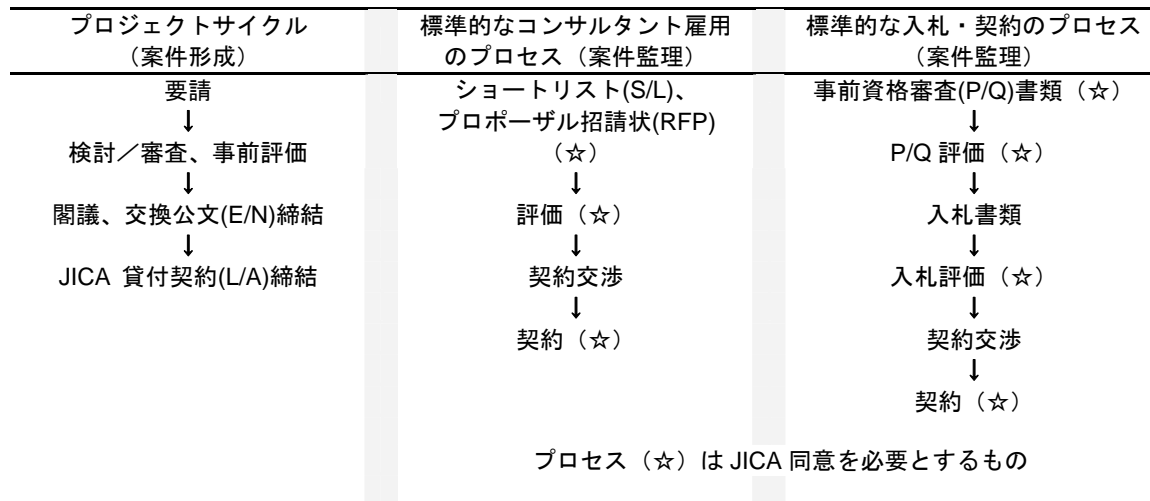 プロジェクトサイクル
（案件形成）
要請
↓
検討／審査、事前評価
↓
閣議、交換公文(E/N)締結
↓
JICA 貸付契約(L/A)締結
標準的なコンサルタント雇用
のプロセス（案件監理）
ショートリスト(S/L)、
プロポーザル招請状(RFP)
（☆）
↓
評価（☆）
↓
契約交渉
↓
契約（☆）
標準的な入札・契約のプロセス
（案件監理）
事前資格審査(P/Q)書類（☆）
↓
P/Q 評価（☆）
↓
入札書類
↓
入札評価（☆）
↓
契約交渉
↓
契約（☆）
プロセス（☆）は JICA 同意を必要とするもの